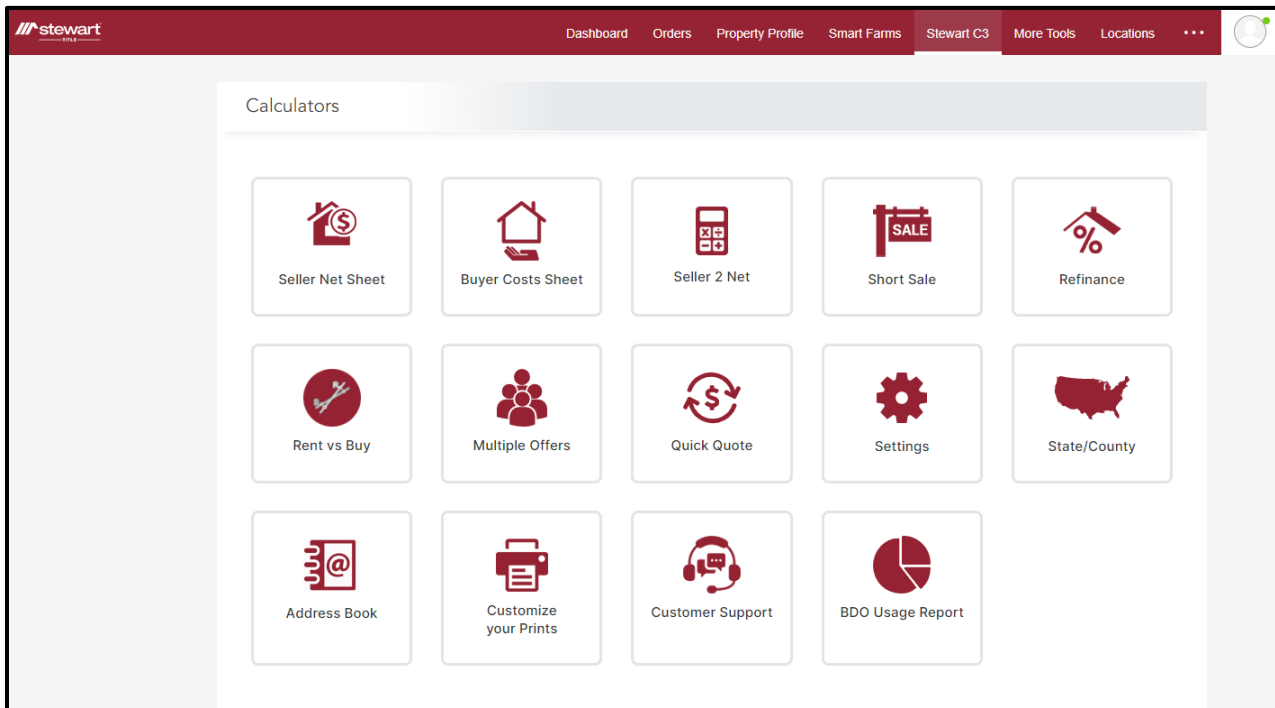 stewart
TITLE
Dashboard Orders Property Profile Smart Farms Stewart C3 More Tools Locations ...
Calculators
Seller Net Sheet Buyer Costs Sheet Seller 2 Net SALE Short Sale % Refinance
Rent vs Buy Multiple Offers $ Quick Quote Settings State/County
@ Address Book Customize
your Prints Customer Support BDO Usage Report